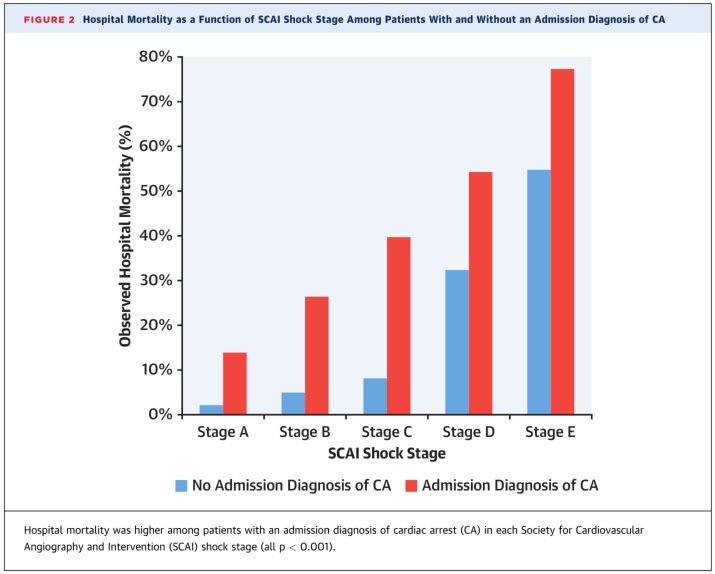 FIGURE 2 Hospital Mortality as a Function of SCAI Shock Stage Among Patients With and Without an Admission Diagnosis of CA
80%
70%
60%
50%
40%
30%
20%
10%
0%
Observed Hospital Mortality (%)
Stage A Stage B Stage C Stage D Stage E
SCAI Shock Stage
No Admission Diagnosis of CA Admission Diagnosis of CA
Hospital mortality was higher among patients with an admission diagnosis of cardiac arrest (CA) in each Society for Cardiovascular
Angiography and Intervention (SCAI) shock stage (all p < 0.001).